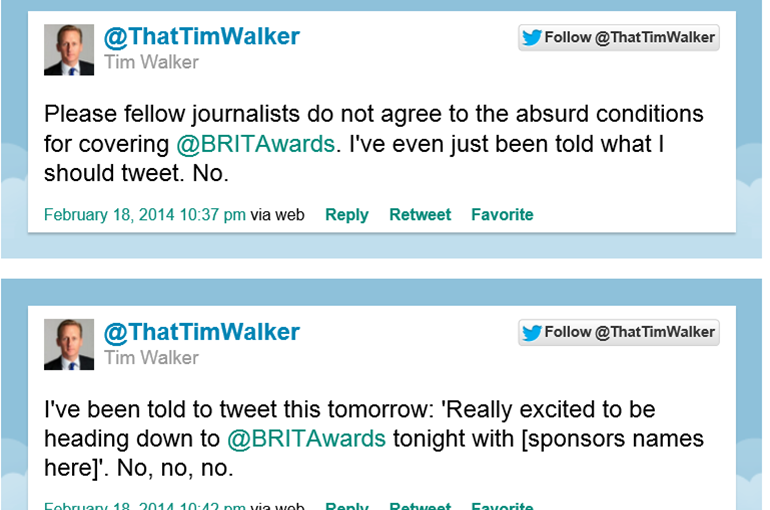 @ThatTimWalker
Follow @ThatTimWalker
Tim Walker
Please fellow journalists do not agree to the absurd conditions
for covering @BRITAwards. I've even just been told what I
should tweet. No.
February 18, 2014 10:37 pm via web Reply Retweet Favorite
@ThatTimWalker
Follow @ThatTimWalker
Tim Walker
I've been told to tweet this tomorrow: 'Really excited to be
heading down to @BRITAwards tonight with [sponsors names
here]'. No, no, no.
February 18, 2014 10:42 pm via web Reply Retweet Favorite